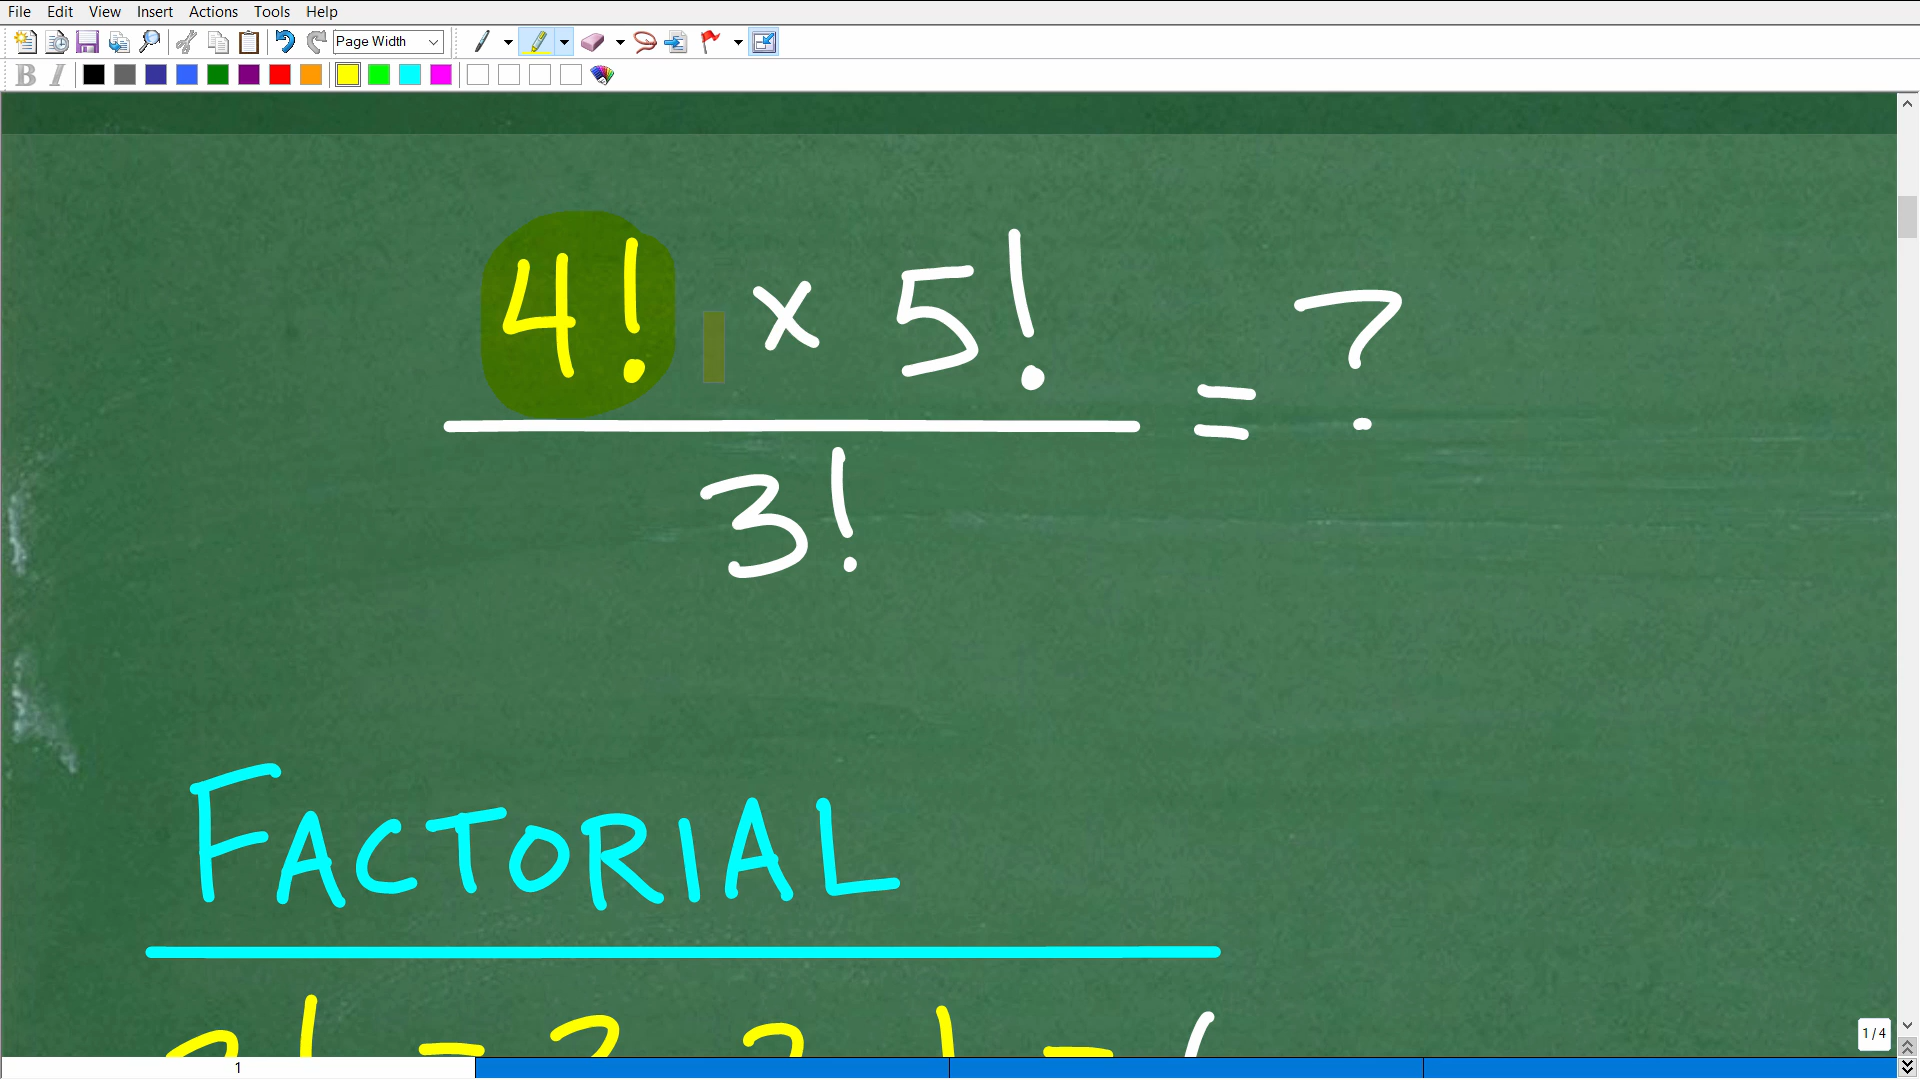 File Edit View Insert Actions Tools Help
Page Width
B I
4! × 5!
= ?
3!
FACTORIAL
1 / 4
1